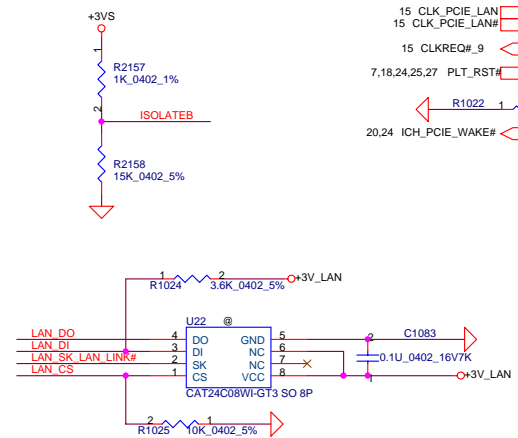 +3VS
1
R2157
1K_0402_1%
2
ISOLATEB
R2158
15K_0402_5%
15 CLK_PCIE_LAN
15 CLK_PCIE_LAN#
15 CLKREQ#_9
7,18,24,25,27 PLT_RST#
R1022 1
20,24 ICH_PCIE_WAKE#
1 2
R1024 3.6K_0402_5% +3V_LAN
U22 @
LAN_DO 4 DO GND 5
LAN_DI 3 DI NC 6
LAN_SK_LAN_LINK# 2 SK NC 7
LAN_CS 1 CS VCC 8
CAT24C08WI-GT3 SO 8P
2 C1083
0.1U_0402_16V7K
1 +3V_LAN
1 2
R1025 10K_0402_5%